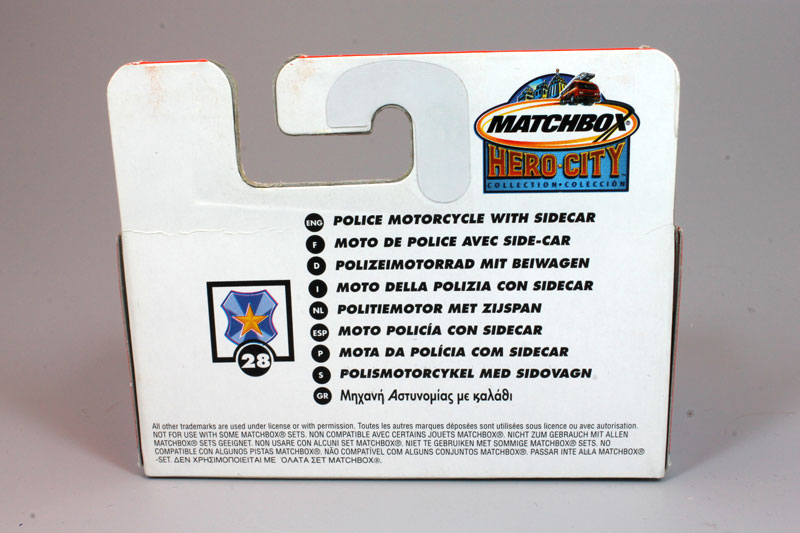 MATCHBOX
HERO-CITY
COLLECTION • COLECCIÓN
ENG POLICE MOTORCYCLE WITH SIDECAR
F MOTO DE POLICE AVEC SIDE-CAR
D POLIZEIMOTORRAD MIT BEIWAGEN
I MOTO DELLA POLIZIA CON SIDECAR
NL POLITIEMOTOR MET ZIJSPAN
ESP MOTO POLICÍA CON SIDECAR
P MOTA DA POLÍCIA COM SIDECAR
S POLISMOTORCYKEL MED SIDOVAGN
GR Μηχανή Αστυνομίας με καλάθι
28
All other trademarks are used under license or with permission. Toutes les autres marques déposées sont utilisées sous licence ou avec autorisation.
NOT FOR USE WITH SOME MATCHBOX® SETS. NON COMPATIBLE AVEC CERTAINS JOUETS MATCHBOX®. NICHT ZUM GEBRAUCH MIT ALLEN
MATCHBOX® SETS GEEIGNET. NON USARE CON ALCUNI SET MATCHBOX®. NIET TE GEBRUIKEN MET SOMMIGE MATCHBOX® SETS. NO
COMPATIBLE CON ALGUNOS PISTAS MATCHBOX®. NÃO COMPATÍVEL COM ALGUNS CONJUNTOS MATCHBOX®. PASSAR INTE ALLA MATCHBOX®
-SET. ΔΕΝ ΧΡΗΣΙΜΟΠΟΙΕΙΤΑΙ ΜΕ ΌΛΑΤΑ ΣΕΤ MATCHBOX®.